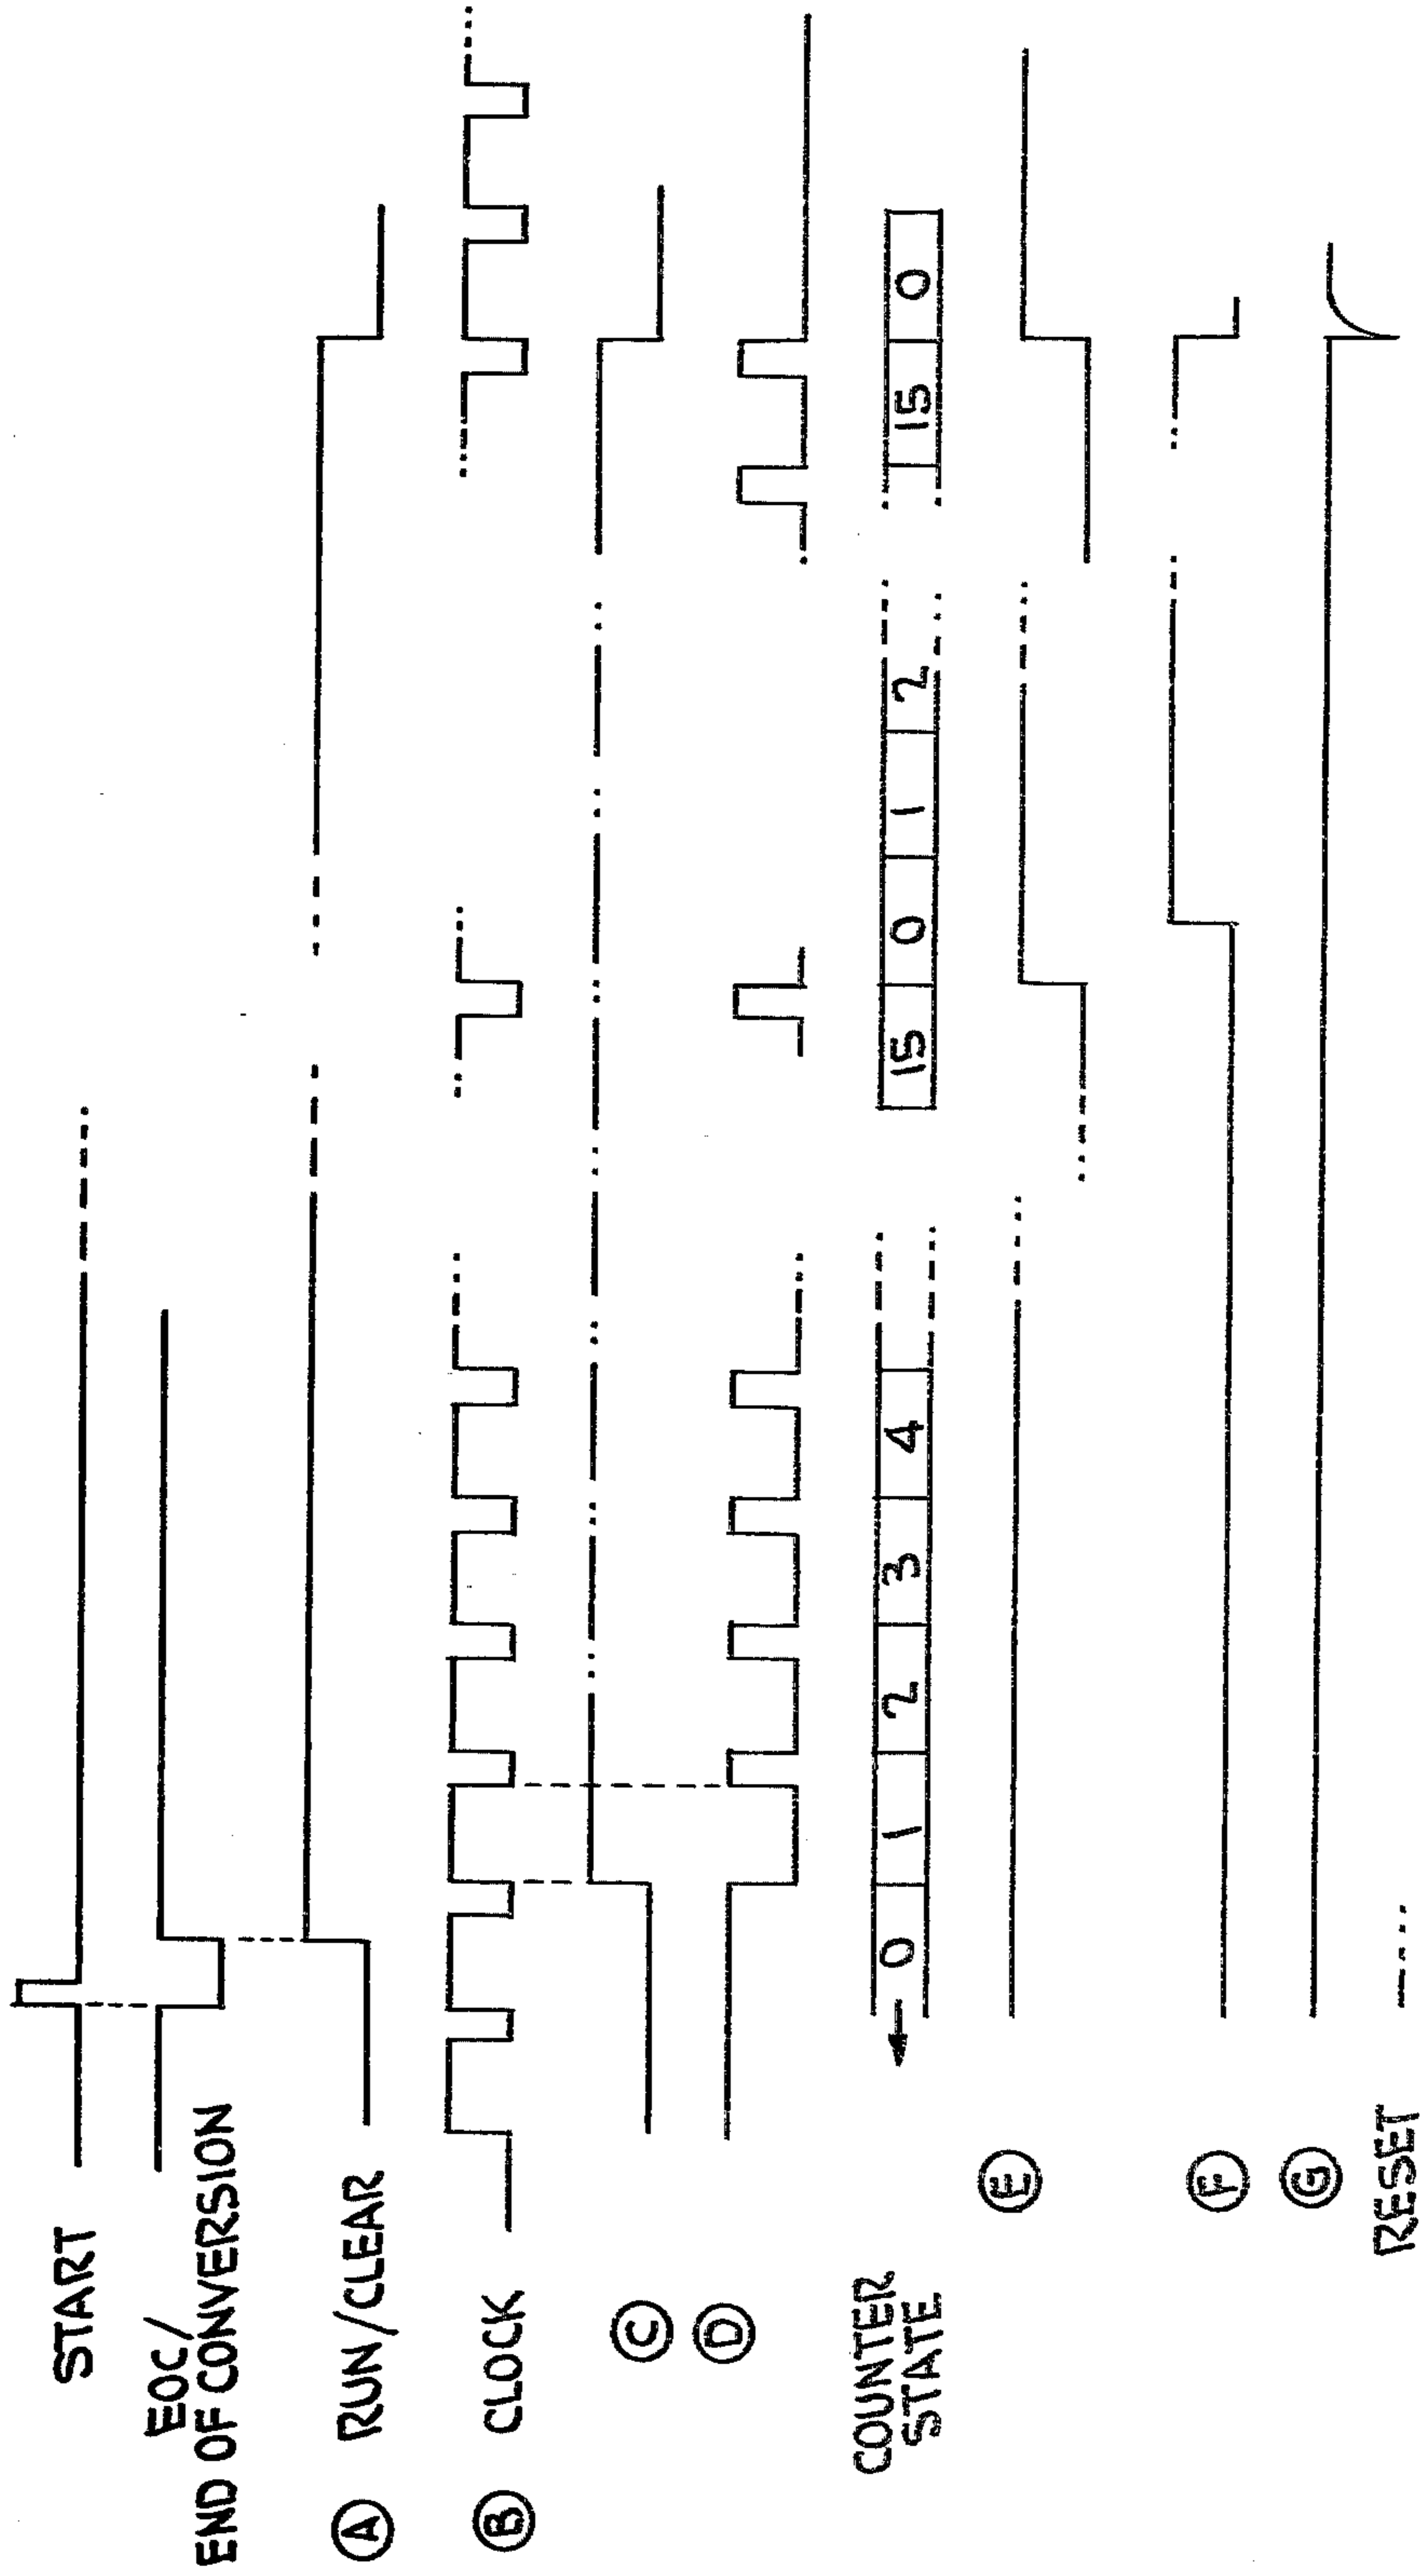 START
EOC/
END OF CONVERSION
A RUN/CLEAR
B CLOCK
C
D
COUNTER
STATE
0 1 2 3 4 15 0 1 2 15 0
E
F
G
RESET